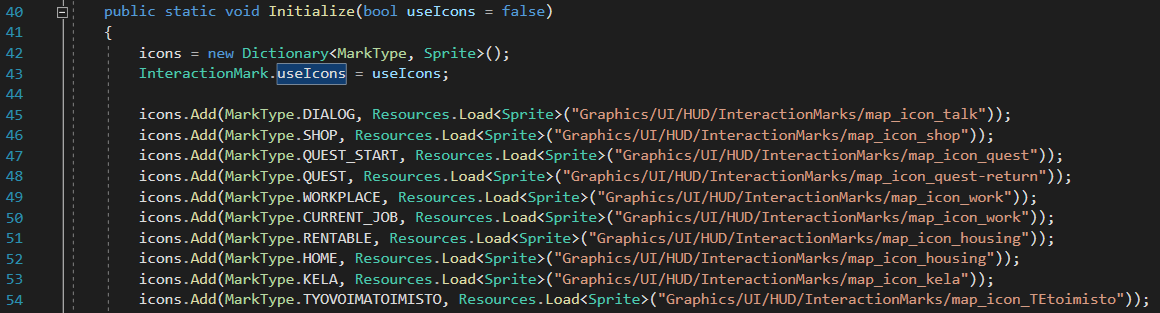 40 public static void Initialize(bool useIcons = false)
41 {
42 icons = new Dictionary<MarkType, Sprite>();
43 InteractionMark.useIcons = useIcons;
44
45 icons.Add(MarkType.DIALOG, Resources.Load<Sprite>("Graphics/UI/HUD/InteractionMarks/map_icon_talk"));
46 icons.Add(MarkType.SHOP, Resources.Load<Sprite>("Graphics/UI/HUD/InteractionMarks/map_icon_shop"));
47 icons.Add(MarkType.QUEST_START, Resources.Load<Sprite>("Graphics/UI/HUD/InteractionMarks/map_icon_quest"));
48 icons.Add(MarkType.QUEST, Resources.Load<Sprite>("Graphics/UI/HUD/InteractionMarks/map_icon_quest-return"));
49 icons.Add(MarkType.WORKPLACE, Resources.Load<Sprite>("Graphics/UI/HUD/InteractionMarks/map_icon_work"));
50 icons.Add(MarkType.CURRENT_JOB, Resources.Load<Sprite>("Graphics/UI/HUD/InteractionMarks/map_icon_work"));
51 icons.Add(MarkType.RENTABLE, Resources.Load<Sprite>("Graphics/UI/HUD/InteractionMarks/map_icon_housing"));
52 icons.Add(MarkType.HOME, Resources.Load<Sprite>("Graphics/UI/HUD/InteractionMarks/map_icon_housing"));
53 icons.Add(MarkType.KELA, Resources.Load<Sprite>("Graphics/UI/HUD/InteractionMarks/map_icon_kela"));
54 icons.Add(MarkType.TYOVOIMATOIMISTO, Resources.Load<Sprite>("Graphics/UI/HUD/InteractionMarks/map_icon_TEtoimisto"));